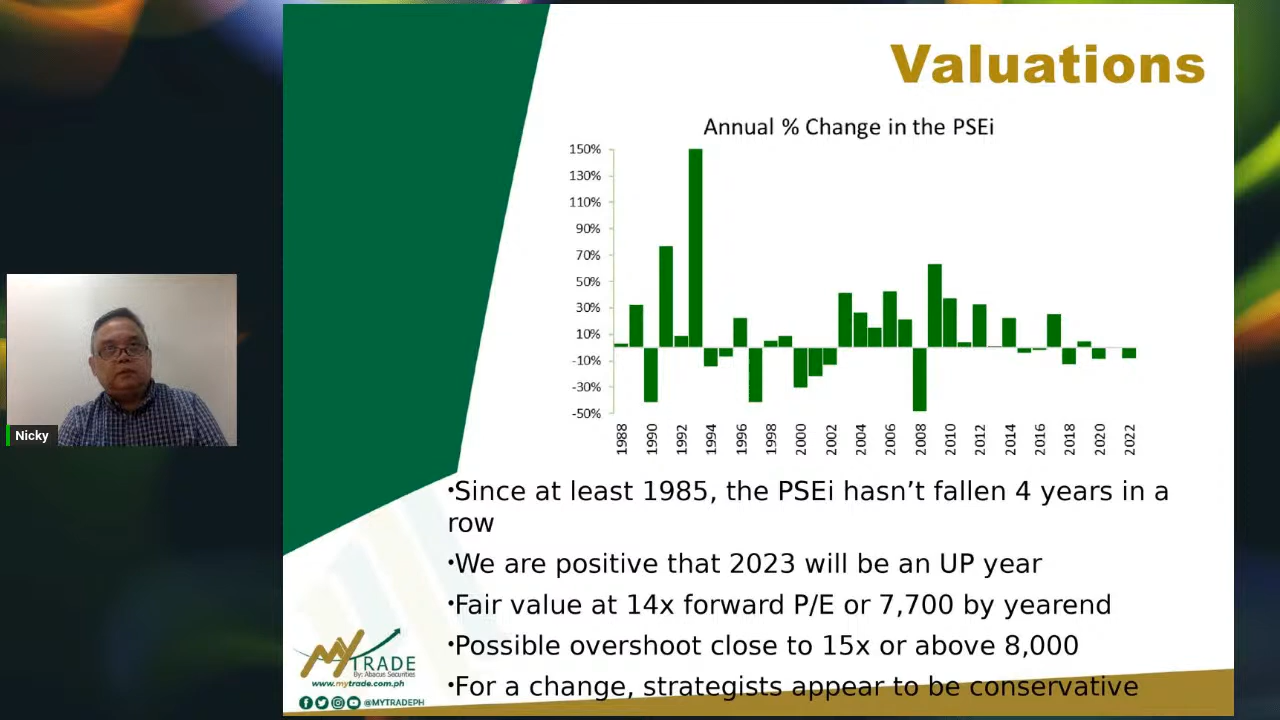 Valuations
Annual % Change in the PSEi
150%
130%
110%
90%
70%
50%
30%
10%
-10%
-30%
-50%
1988
1990
1992
1994
1996
1998
2000
2002
2004
2006
2008
2010
2012
2014
2016
2018
2020
2022
Nicky
•Since at least 1985, the PSEi hasn’t fallen 4 years in a
row
•We are positive that 2023 will be an UP year
•Fair value at 14x forward P/E or 7,700 by yearend
•Possible overshoot close to 15x or above 8,000
•For a change, strategists appear to be conservative
MYTRADE
By: Abacus Securities
www.mytrade.com.ph
@MYTRADEPH